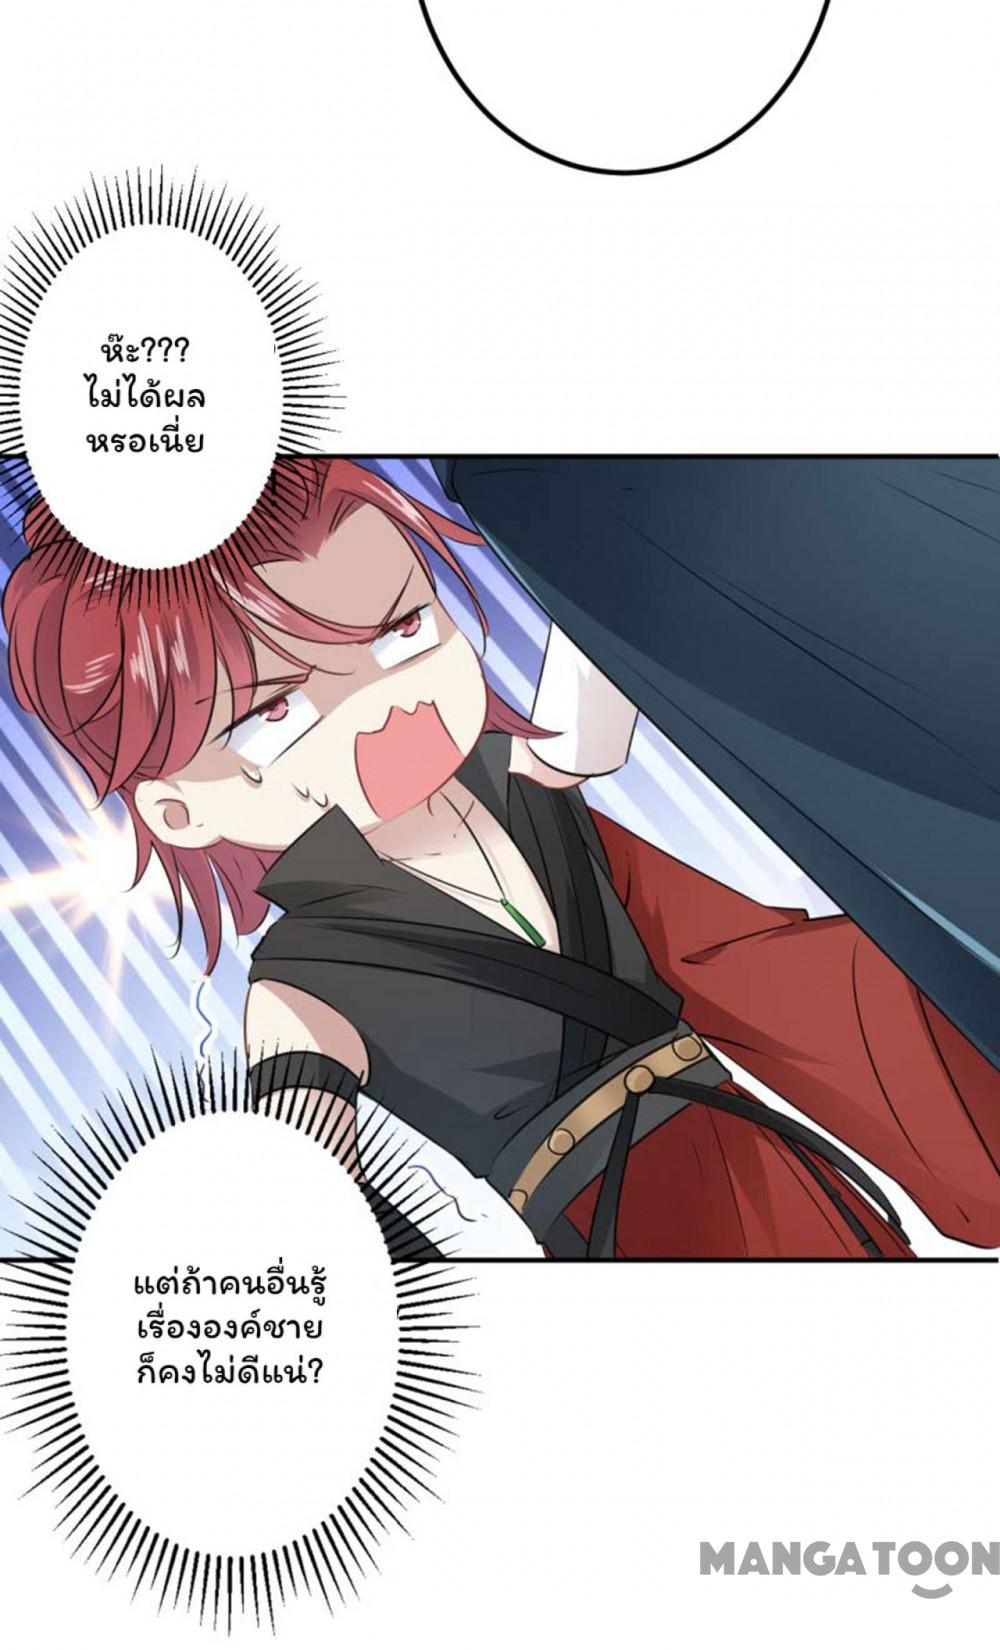 ห๊ะ???
ไม่ได้ผล
หรอเนี่ย
แต่ถ้าคนอื่นรู้
เรื่ององค์ชาย
ก็คงไม่ดีแน่?
MANGATOON